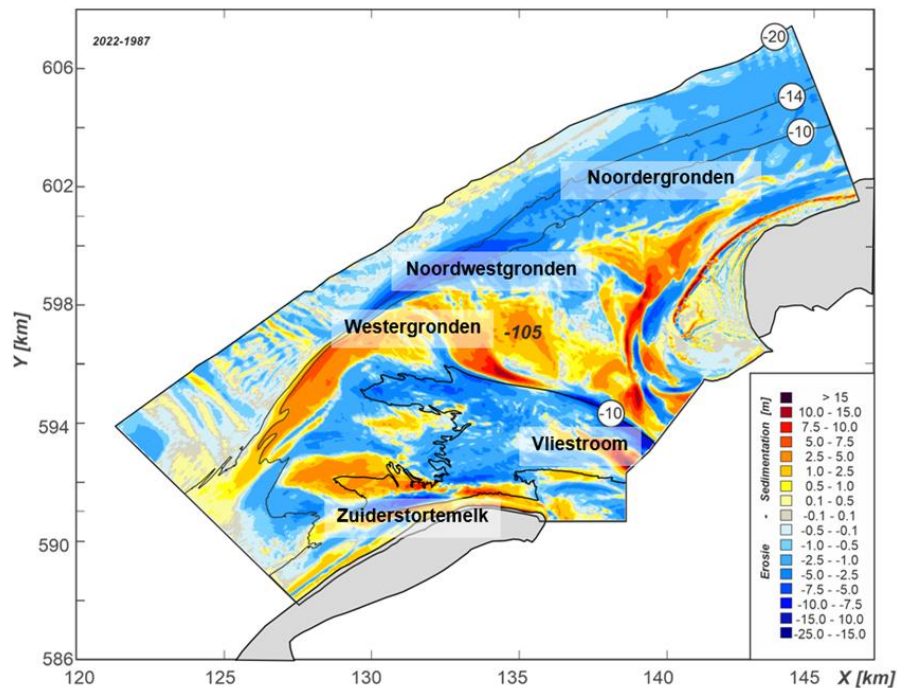 2022-1987
-20
-14
-10
Noordergronden
Noordwestgronden
Westergronden
-105
-10
Vliestroom
Zuiderstortemelk
606
602
598
594
590
586
Y [km]
120
125
130
135
140
145
X [km]
Erosie - Sedimentation [m]
> 15
10.0 - 15.0
7.5 - 10.0
5.0 - 7.5
2.5 - 5.0
1.0 - 2.5
0.5 - 1.0
0.1 - 0.5
-0.1 - 0.1
-0.5 - -0.1
-1.0 - -0.5
-2.5 - -1.0
-5.0 - -2.5
-7.5 - -5.0
-10.0 - -7.5
-15.0 - 10.0
-25.0 - -15.0